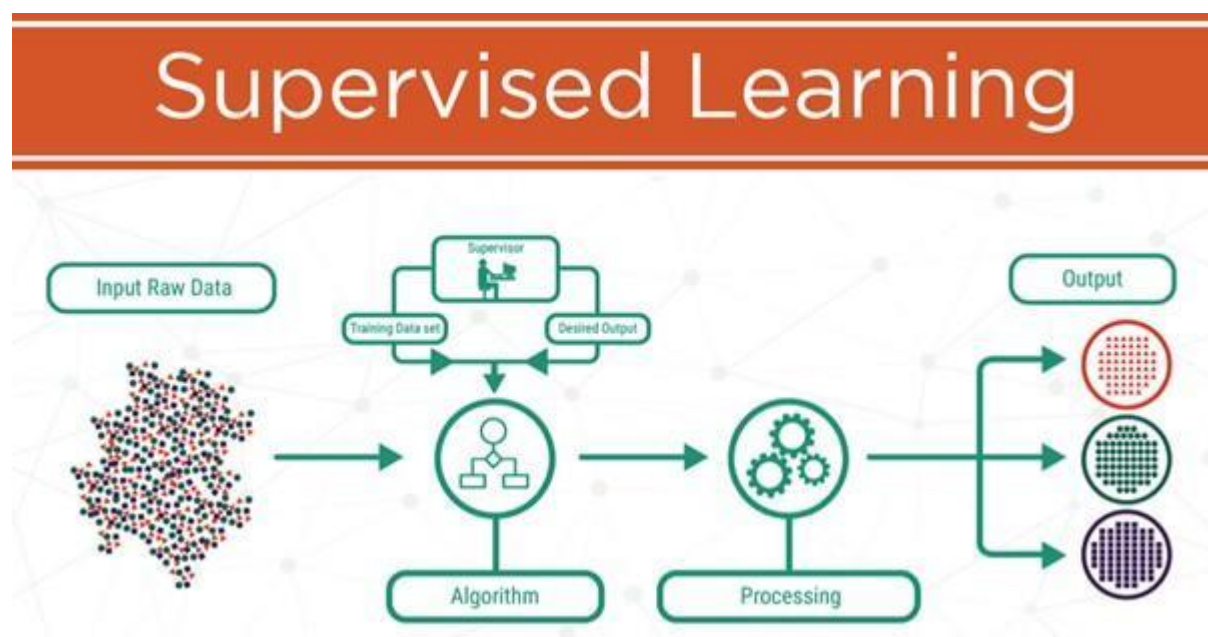 Supervised Learning
Supervisor
Input Raw Data
Output
Training Data set
Desired Output
Algorithm
Processing